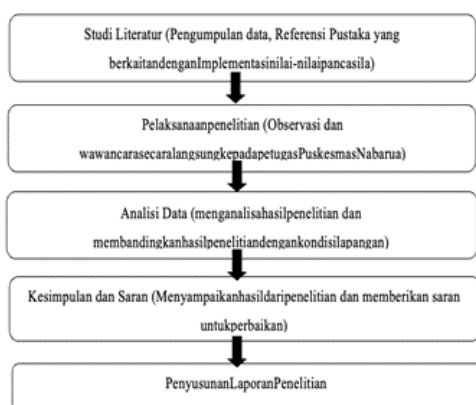 Studi Literatur (Pengumpulan data, Referensi Pustaka yang
berkaitandenganImplementasinilai-nilaipancasila)
Pelaksanaanpenelitian (Observasi dan
wawancarasecaralangsungkepadapetugasPuskesmasNabarua)
Analisi Data (menganalisahasilpenelitian dan
membandingkanhasilpenelitiandengankondisilapangan)
Kesimpulan dan Saran (Menyampaikanhasildaripenelitian dan memberikan saran
untukperbaikan)
PenyusunanLaporanPenelitian